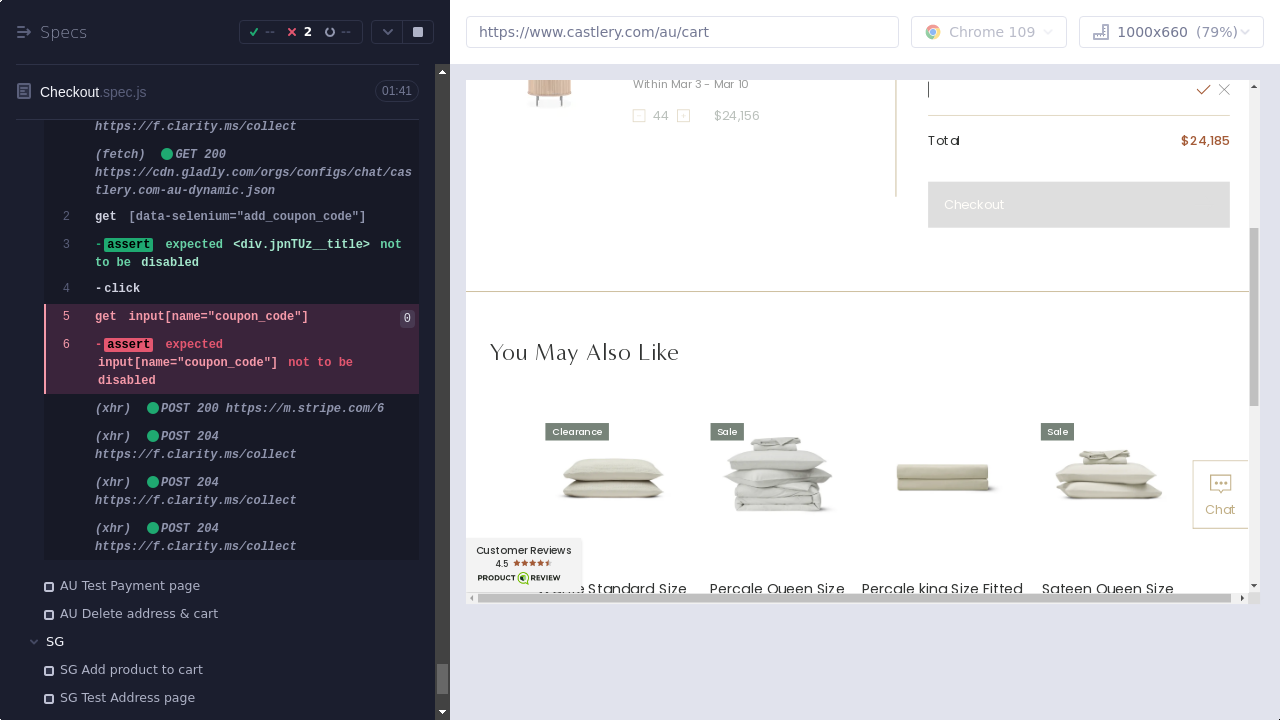 Specs
--
2
--
Checkout.spec.js
01:41
https://f.clarity.ms/collect
(fetch) GET 200
https://cdn.gladly.com/orgs/configs/chat/cas
tlery.com-au-dynamic.json
2 get [data-selenium="add_coupon_code"]
3 -assert expected <div.jpnTUz__title> not
to be disabled
4 -click
5 get input[name="coupon_code"] 0
6 -assert expected
input[name="coupon_code"] not to be
disabled
(xhr) POST 200 https://m.stripe.com/6
(xhr) POST 204
https://f.clarity.ms/collect
(xhr) POST 204
https://f.clarity.ms/collect
(xhr) POST 204
https://f.clarity.ms/collect
AU Test Payment page
AU Delete address & cart
SG
SG Add product to cart
SG Test Address page
https://www.castlery.com/au/cart
Chrome 109
1000x660 (79%)
Within Mar 3 - Mar 10
- 44 + $24,156
Total $24,185
Checkout
You May Also Like
Clearance
Sale
Sale
Chat
Customer Reviews
4.5
PRODUCT REVIEW
Standard Size
Percale Queen Size
Percale king Size Fitted
Sateen Queen Size